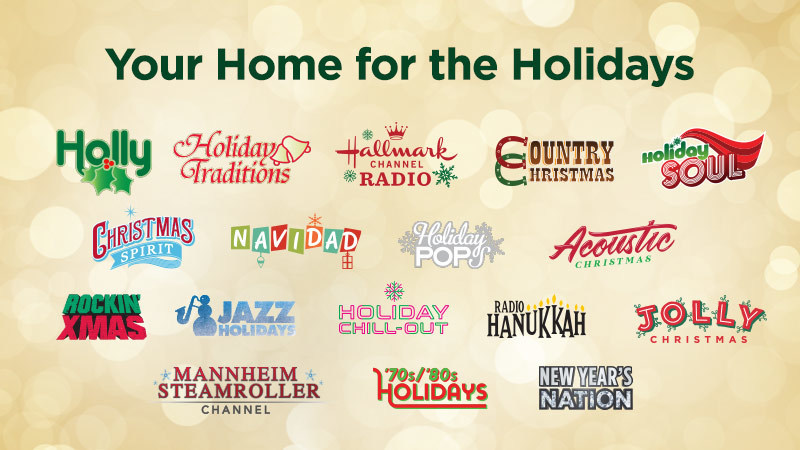 Your Home for the Holidays
Holly
Holiday
Traditions
Hallmark
CHANNEL
RADIO
COUNTRY
CHRISTMAS
Holiday
SOUL
CHRISTMAS
SPIRIT
NAVIDAD
Holiday
POPS
Acoustic
CHRISTMAS
ROCKIN'
XMAS
JAZZ
HOLIDAYS
HOLIDAY
CHILL-OUT
RADIO
HANUKKAH
JOLLY
CHRISTMAS
MANNHEIM
STEAMROLLER
CHANNEL
'70s/'80s
HOLIDAYS
NEW YEAR'S
NATION